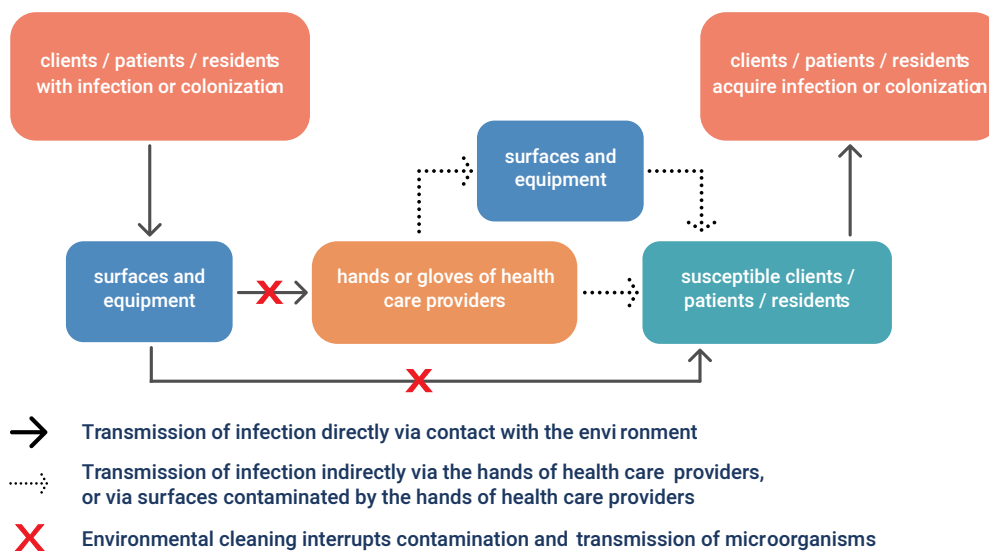 clients / patients / residents
with infection or colonization
clients / patients / residents
acquire infection or colonization
surfaces and
equipment
surfaces and
equipment
hands or gloves of health
care providers
susceptible clients /
patients / residents
Transmission of infection directly via contact with the environment
Transmission of infection indirectly via the hands of health care providers,
or via surfaces contaminated by the hands of health care providers
Environmental cleaning interrupts contamination and transmission of microorganisms